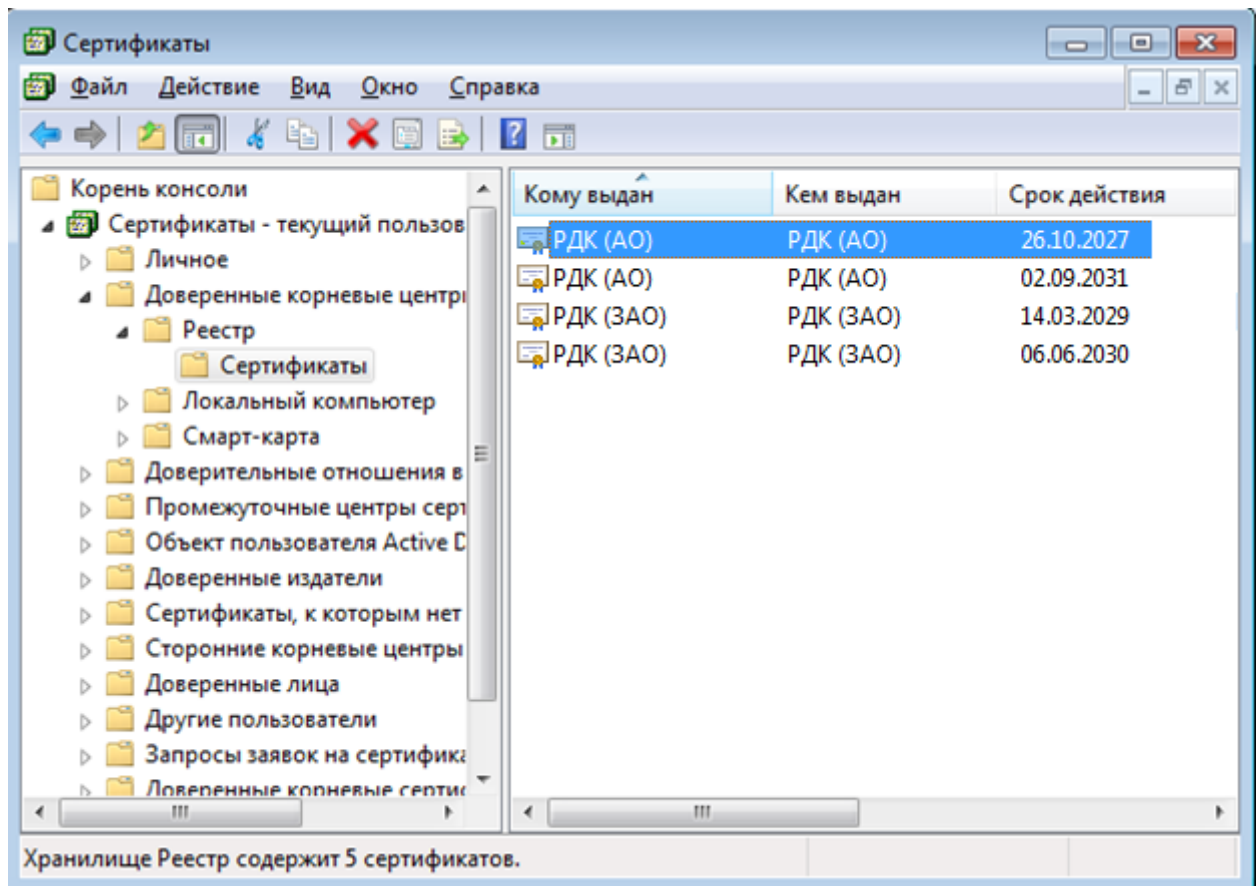 Сертификаты
Файл Действие Вид Окно Справка
Корень консоли
Сертификаты - текущий пользов
Личное
Доверенные корневые центры
Реестр
Сертификаты
Локальный компьютер
Смарт-карта
Доверительные отношения в
Промежуточные центры серт
Объект пользователя Active D
Доверенные издатели
Сертификаты, к которым нет
Сторонние корневые центры
Доверенные лица
Другие пользователи
Запросы заявок на сертифика
Доверенные корневые сертис
Кому выдан Кем выдан Срок действия
РДК (АО) РДК (АО) 26.10.2027
РДК (АО) РДК (АО) 02.09.2031
РДК (ЗАО) РДК (ЗАО) 14.03.2029
РДК (ЗАО) РДК (ЗАО) 06.06.2030
Хранилище Реестр содержит 5 сертификатов.